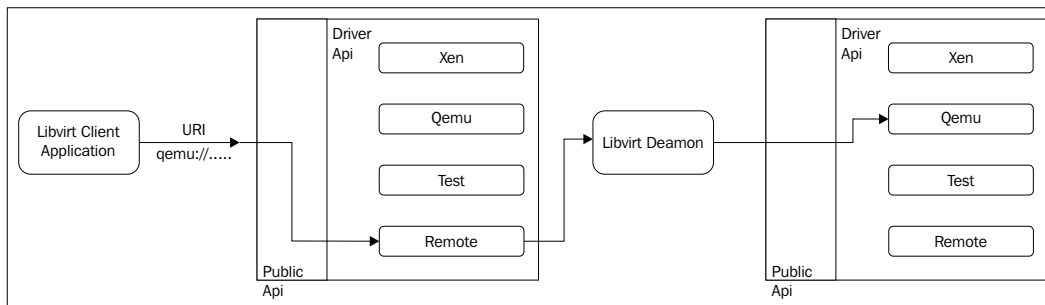 Libvirt Client
Application
URI
qemu://.....
Driver
Api
Xen
Qemu
Test
Remote
Public
Api
Libvirt Deamon
Driver
Api
Xen
Qemu
Test
Remote
Public
Api